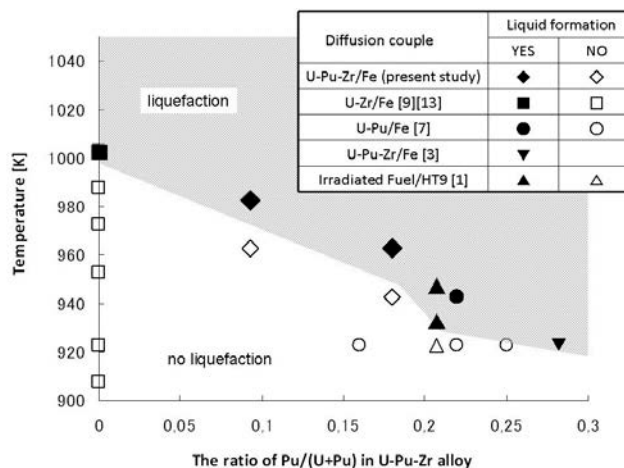 Diffusion couple
Liquid formation
YES
NO
U-Pu-Zr/Fe (present study)
U-Zr/Fe [9][13]
U-Pu/Fe [7]
U-Pu-Zr/Fe [3]
Irradiated Fuel/HT9 [1]
Temperature [K]
1040
1020
1000
980
960
940
920
900
liquefaction
no liquefaction
0
0,05
0,1
0,15
0,2
0,25
0,3
The ratio of Pu/(U+Pu) in U-Pu-Zr alloy